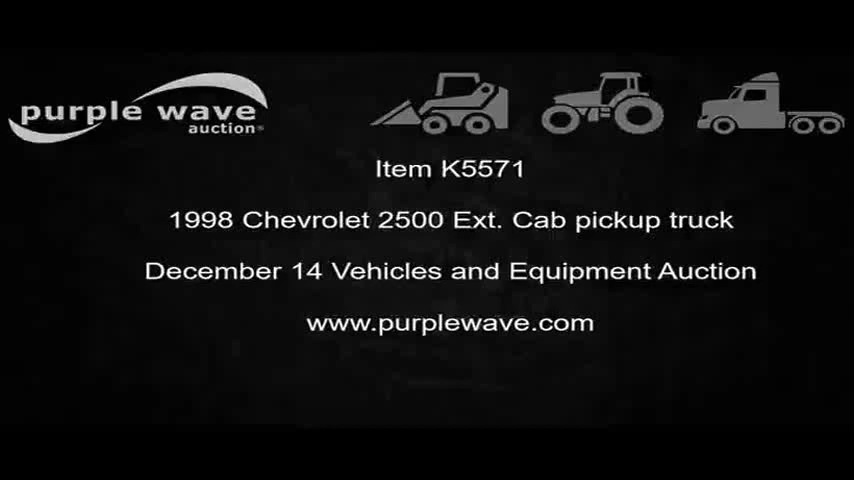 purple wave
auction®
Item K5571
1998 Chevrolet 2500 Ext. Cab pickup truck
December 14 Vehicles and Equipment Auction
www.purplewave.com